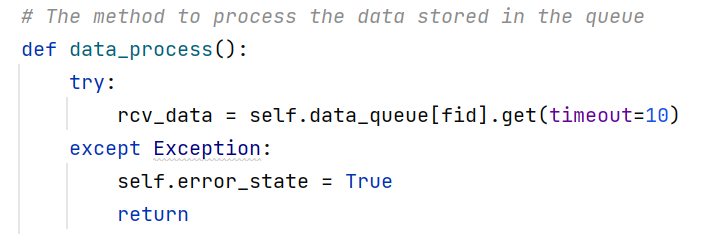 # The method to process the data stored in the queue
def data_process():
    try:
        rcv_data = self.data_queue[fid].get(timeout=10)
    except Exception:
        self.error_state = True
        return